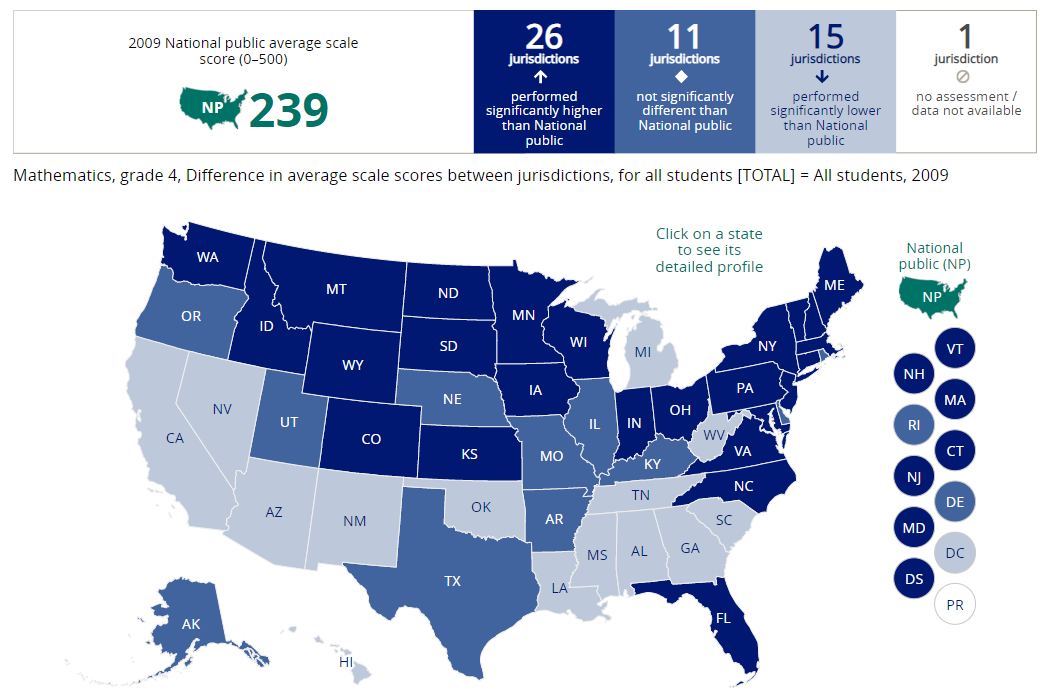 2009 National public average scale
score (0–500)
NP 239
26
jurisdictions
performed
significantly higher
than National
public
11
jurisdictions
not significantly
different than
National public
15
jurisdictions
performed
significantly lower
than National
public
1
jurisdiction
no assessment /
data not available
Mathematics, grade 4, Difference in average scale scores between jurisdictions, for all students [TOTAL] = All students, 2009
Click on a state
to see its
detailed profile
National
public (NP)
NP
WA
MT
ND
MN
ME
OR
ID
SD
WI
MI
NY
WY
IA
PA
NV
UT
NE
IL
IN
OH
CA
CO
KS
MO
KY
WV
VA
AZ
NM
OK
AR
TN
NC
SC
MS
AL
GA
TX
LA
FL
AK
HI
VT
NH
MA
RI
CT
NJ
DE
MD
DC
DS
PR